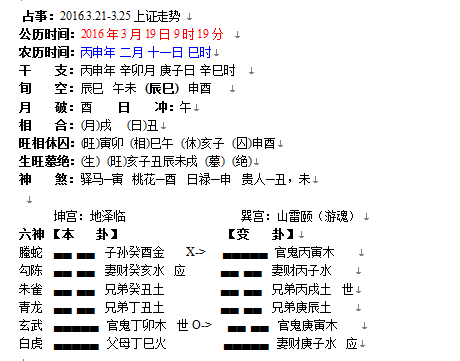 占事：2016.3.21-3.25 上证走势 ↓
公历时间：2016年3月19日9时19分 ↓
农历时间：丙申年 二月 十一日 巳时 ↓
干 支：丙申年 辛卯月 庚子日 辛巳时 ↓
旬 空：辰巳 午未 (辰巳) 申酉 ↓
月 破：酉 日 冲：午↓
相 合：(月)戌 (日)丑↓
旺相休囚：(旺)寅卯 (相)巳午 (休)亥子 (囚)申酉↓
生旺墓绝：(生) (旺)亥子丑辰未戌 (墓) (绝)↓
神 煞：驿马—寅 桃花—酉 日禄—申 贵人—丑，未↓
↓
坤宫：地泽临 巽宫：山雷颐（游魂）↓
六神【本 卦】 【变 卦】↓
螣蛇 子孙癸酉金 X-> 官鬼丙寅木 ↓
勾陈 妻财癸亥水 应 妻财丙子水 ↓
朱雀 兄弟癸丑土 兄弟丙戌土 世↓
青龙 兄弟丁丑土 兄弟庚辰土 ↓
玄武 官鬼丁卯木 世 O-> 官鬼庚寅木 ↓
白虎 父母丁巳火 妻财庚子水 应↓